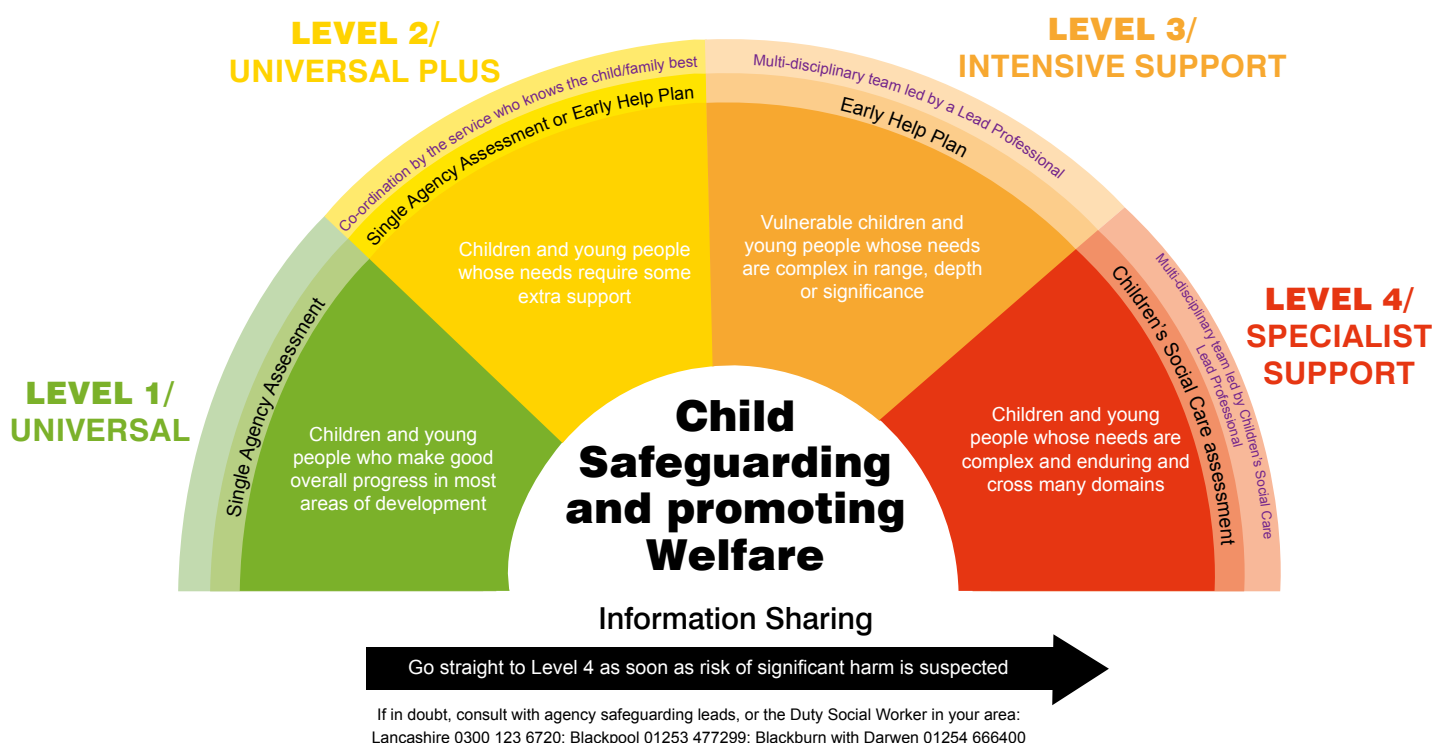 LEVEL 1/
UNIVERSAL
Single Agency Assessment
Children and young
people who make good
overall progress in most
areas of development
LEVEL 2/
UNIVERSAL PLUS
Co-ordination by the service who knows the child/family best
Single Agency Assessment or Early Help Plan
Children and young people
whose needs require some
extra support
LEVEL 3/
INTENSIVE SUPPORT
Multi-disciplinary team led by a Lead Professional
Early Help Plan
Vulnerable children and
young people whose needs
are complex in range, depth
or significance
LEVEL 4/
SPECIALIST
SUPPORT
Multi-disciplinary team led by Children's Social Care
Lead Professional
Children's Social Care assessment
Children and young
people whose needs are
complex and enduring and
cross many domains
Child
Safeguarding
and promoting
Welfare
Information Sharing
Go straight to Level 4 as soon as risk of significant harm is suspected
If in doubt, consult with agency safeguarding leads, or the Duty Social Worker in your area:
Lancashire 0300 123 6720; Blackpool 01253 477299; Blackburn with Darwen 01254 666400